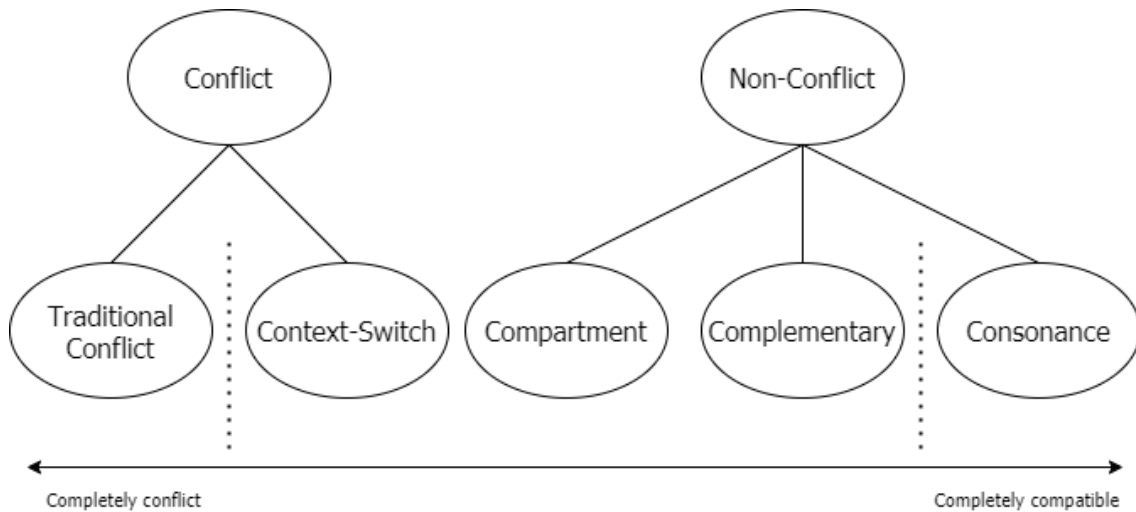 Conflict
Non-Conflict
Traditional
Conflict
Context-Switch
Compartment
Complementary
Consonance
Completely conflict
Completely compatible